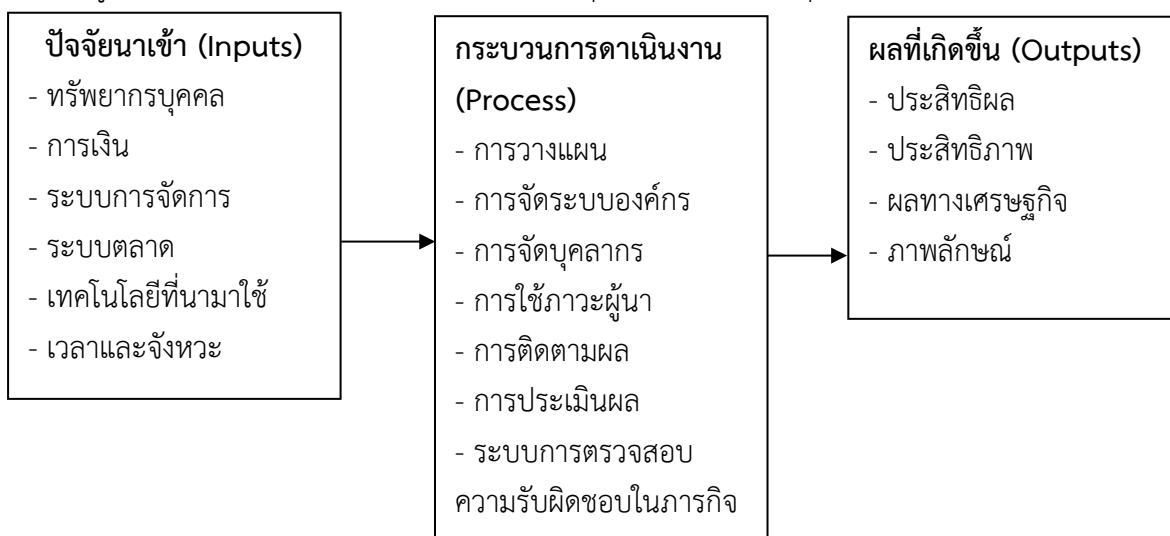 ปัจจัยนาเข้า (Inputs)
- ทรัพยากรบุคคล
- การเงิน
- ระบบการจัดการ
- ระบบตลาด
- เทคโนโลยีที่นามาใช้
- เวลาและจังหวะ
กระบวนการดาเนินงาน
(Process)
- การวางแผน
- การจัดระบบองค์กร
- การจัดบุคลากร
- การใช้ภาวะผู้นา
- การติดตามผล
- การประเมินผล
- ระบบการตรวจสอบ
ความรับผิดชอบในภารกิจ
ผลที่เกิดขึ้น (Outputs)
- ประสิทธิผล
- ประสิทธิภาพ
- ผลทางเศรษฐกิจ
- ภาพลักษณ์